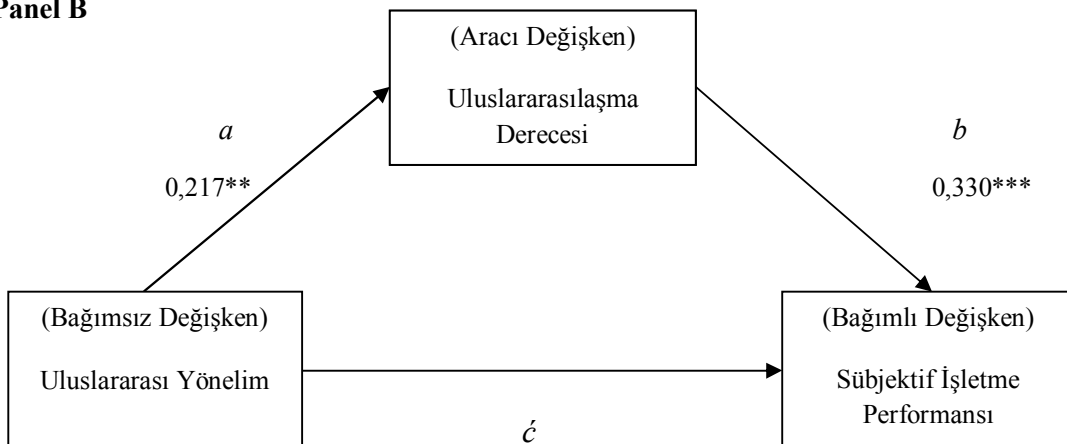 Panel B
(Aracı Değişken)
Uluslararasılaşma
Derecesi
a
0,217**
b
0,330***
(Bağımsız Değişken)
Uluslararası Yönelim
(Bağımlı Değişken)
Sübjektif İşletme
Performansı
ć